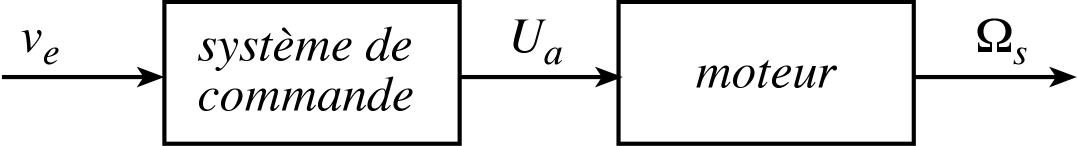 v_e
système de
commande
U_a
moteur
Ω_s